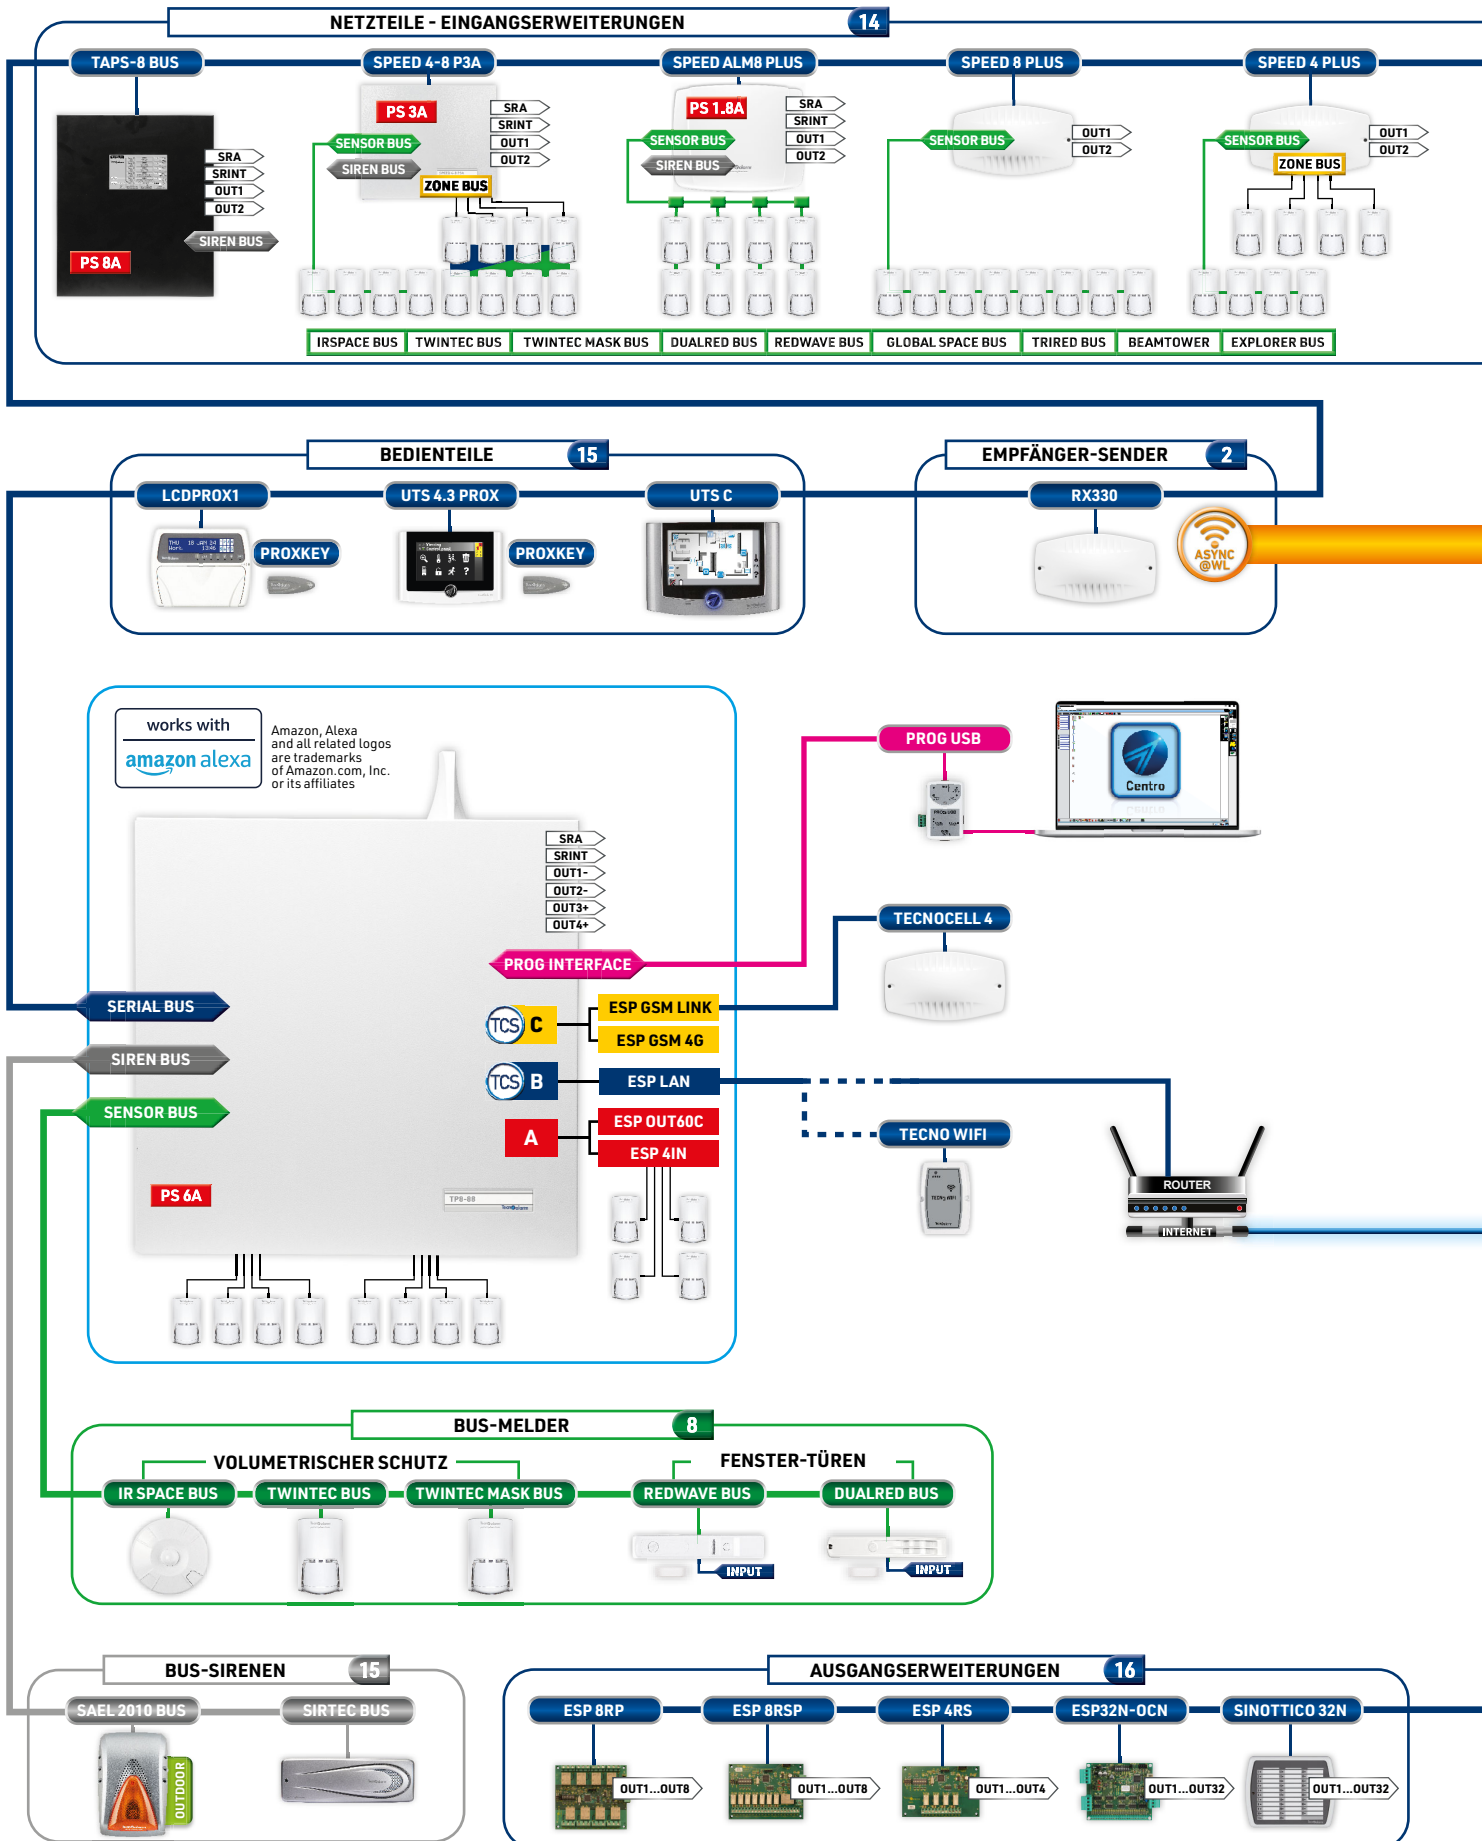 NETZTEILE - EINGANGSERWEITERUNGEN 14
TAPS-8 BUS
SPEED 4-8 P3A
SPEED ALM8 PLUS
SPEED 8 PLUS
SPEED 4 PLUS
PS 8A
SRA
SRINT
OUT1
OUT2
SIREN BUS
PS 3A
SENSOR BUS
SIREN BUS
ZONE BUS
SRA
SRINT
OUT1
OUT2
PS 1.8A
SENSOR BUS
SIREN BUS
SRA
SRINT
OUT1
OUT2
SENSOR BUS
OUT1
OUT2
SENSOR BUS
ZONE BUS
OUT1
OUT2
IRSPACE BUS
TWINTEC BUS
TWINTEC MASK BUS
DUALRED BUS
REDWAVE BUS
GLOBAL SPACE BUS
TRIRED BUS
BEAMTOWER
EXPLORER BUS
BEDIENTEILE 15
LCDPROX1
UTS 4.3 PROX
UTS C
THU 18 JAN 24
Work. 13:46
PROXKEY
PROXKEY
EMPFÄNGER-SENDER 2
RX330
ASYNC
@WL
works with
amazon alexa
Amazon, Alexa
and all related logos
are trademarks
of Amazon.com, Inc.
or its affiliates
SRA
SRINT
OUT1-
OUT2-
OUT3+
OUT4+
PROG INTERFACE
SERIAL BUS
SIREN BUS
SENSOR BUS
TCS C
ESP GSM LINK
ESP GSM 4G
TCS B
ESP LAN
A
ESP OUT60C
ESP 4IN
PS 6A
TP8-88
PROG USB
Centro
TECNOCELL 4
TECNO WIFI
ROUTER
INTERNET
BUS-MELDER 8
VOLUMETRISCHER SCHUTZ
FENSTER-TÜREN
IR SPACE BUS
TWINTEC BUS
TWINTEC MASK BUS
REDWAVE BUS
DUALRED BUS
INPUT
INPUT
BUS-SIRENEN 15
SAEL 2010 BUS
SIRTEC BUS
OUTDOOR
AUSGANGSERWEITERUNGEN 16
ESP 8RP
ESP 8RSP
ESP 4RS
ESP32N-OCN
SINOTTICO 32N
OUT1...OUT8
OUT1...OUT8
OUT1...OUT4
OUT1...OUT32
OUT1...OUT32